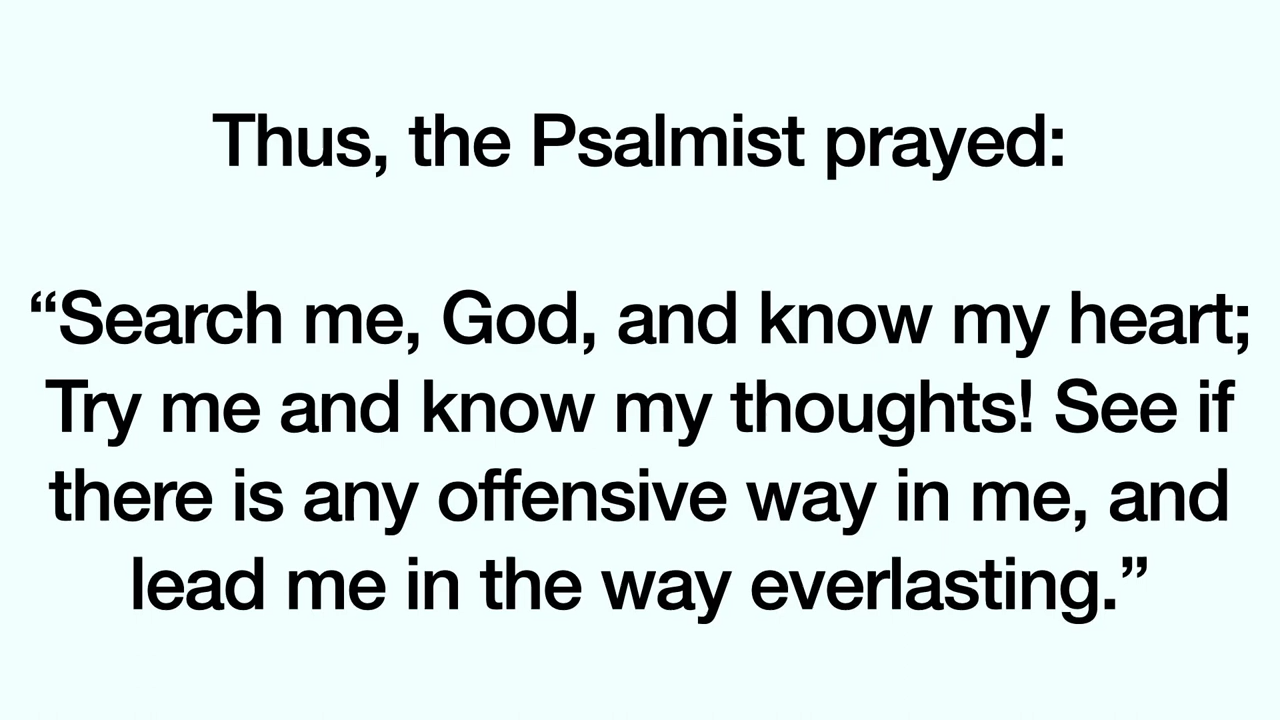 Thus, the Psalmist prayed:
“Search me, God, and know my heart;
Try me and know my thoughts! See if
there is any offensive way in me, and
lead me in the way everlasting.”